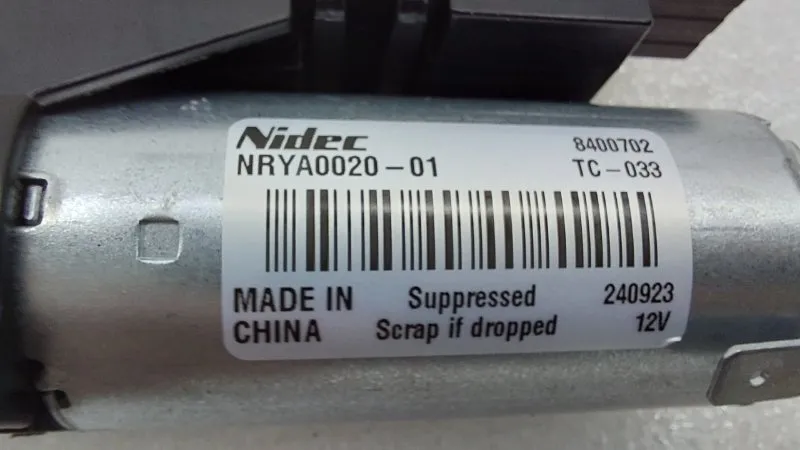 Nidec 8400702
NRYA0020-01 TC-033
MADE IN Suppressed 240923
CHINA Scrap if dropped 12V